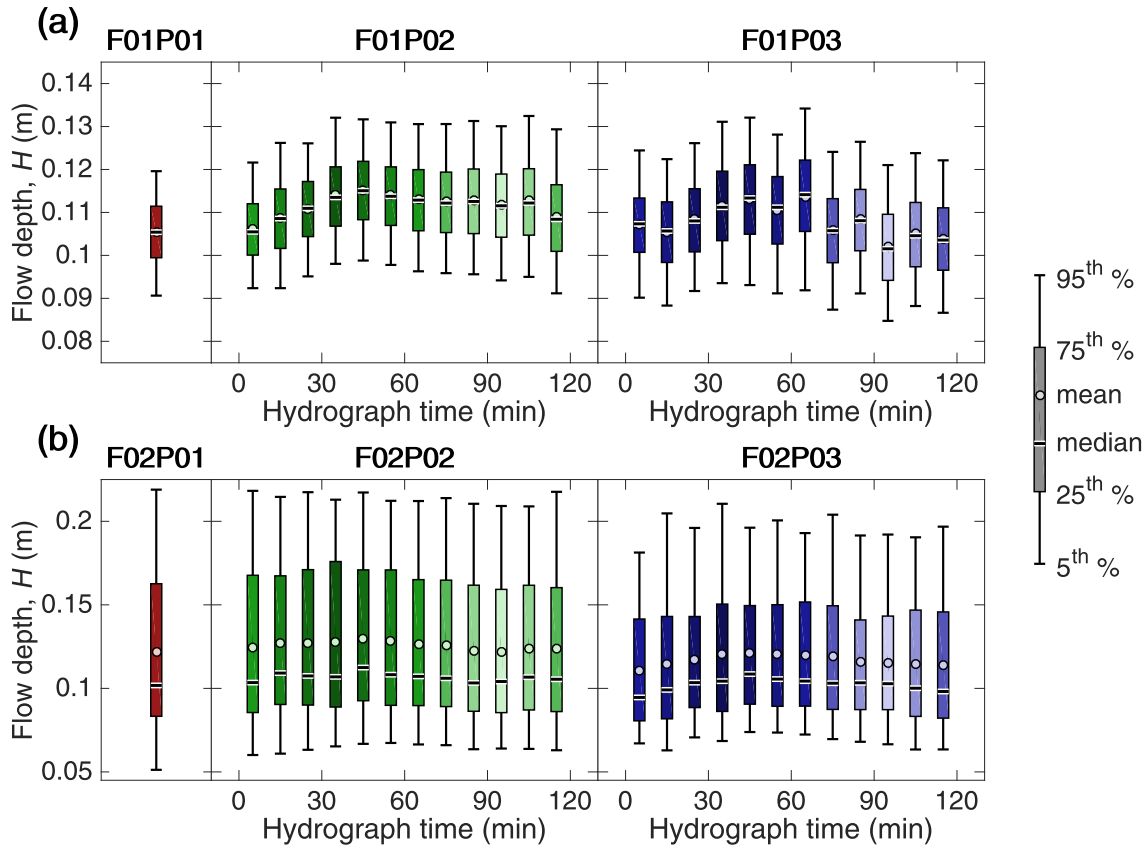 (a)
F01P01 F01P02 F01P03
Flow depth, H (m)
0.14
0.13
0.12
0.11
0.1
0.09
0.08
0 30 60 90 120 0 30 60 90 120
Hydrograph time (min) Hydrograph time (min)
(b)
F02P01 F02P02 F02P03
Flow depth, H (m)
0.2
0.15
0.1
0.05
0 30 60 90 120 0 30 60 90 120
Hydrograph time (min) Hydrograph time (min)
95th %
75th %
mean
median
25th %
5th %